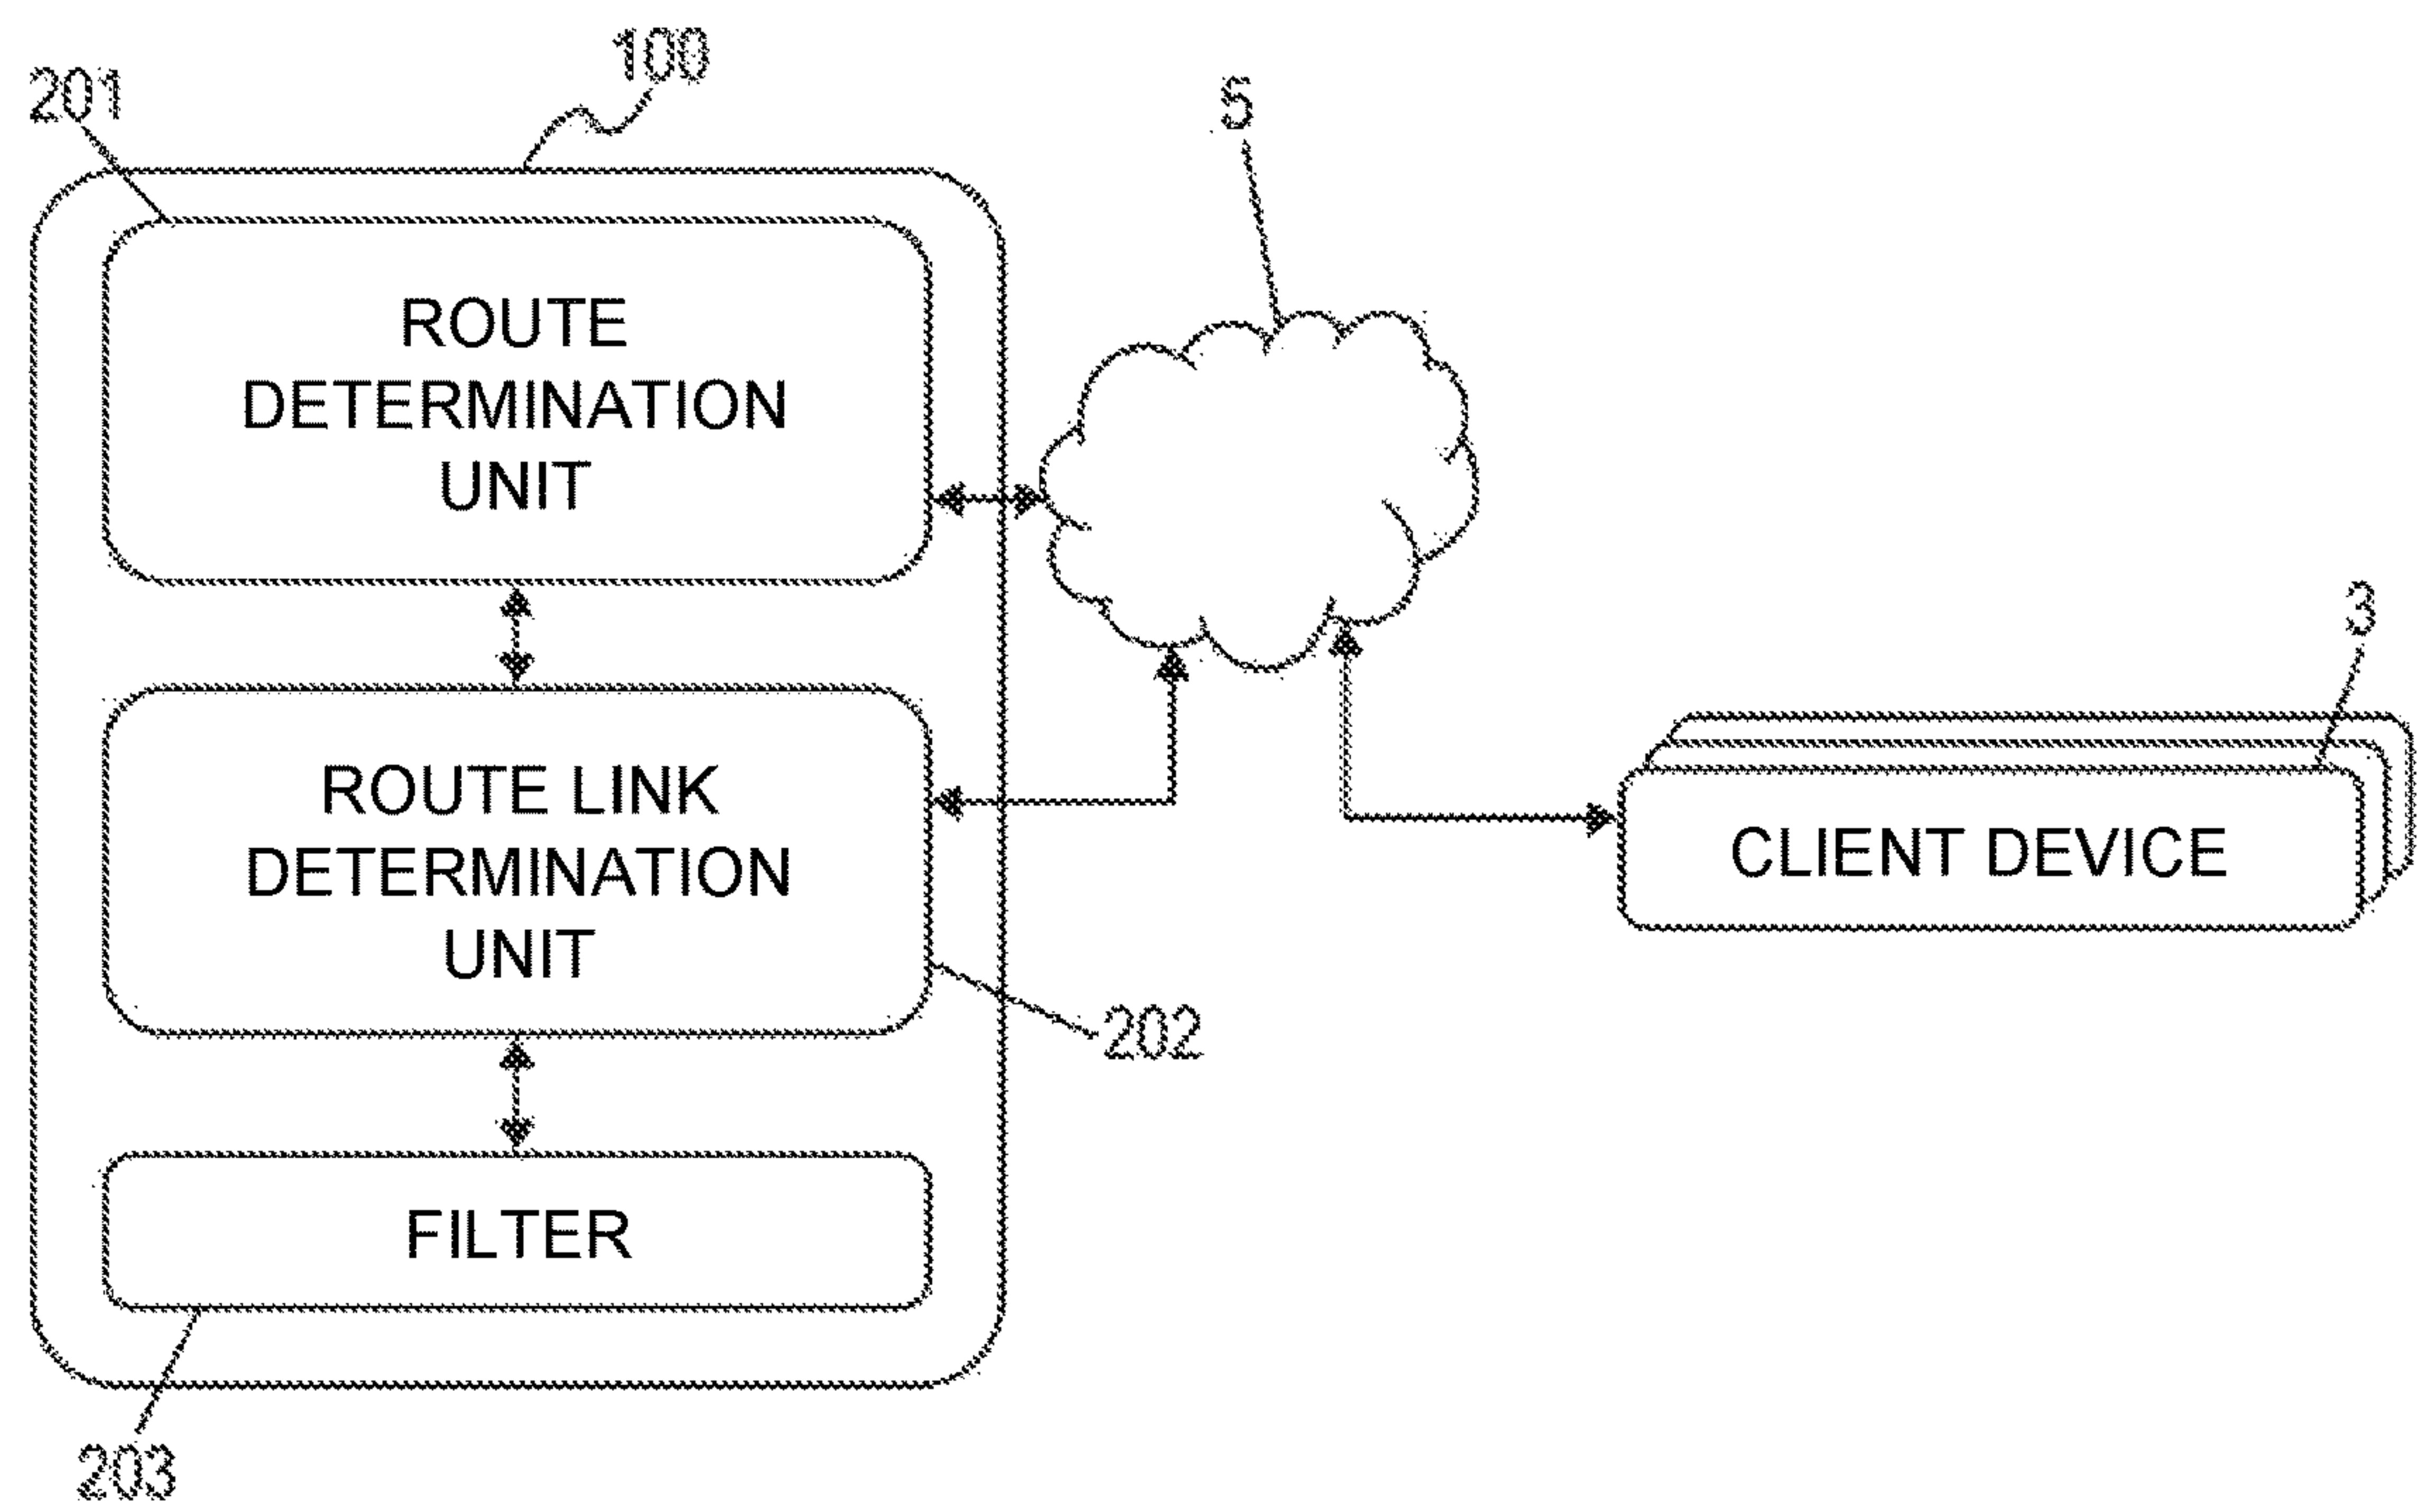 100
201
5
ROUTE
DETERMINATION
UNIT
3
ROUTE LINK
DETERMINATION
UNIT
CLIENT DEVICE
202
FILTER
203